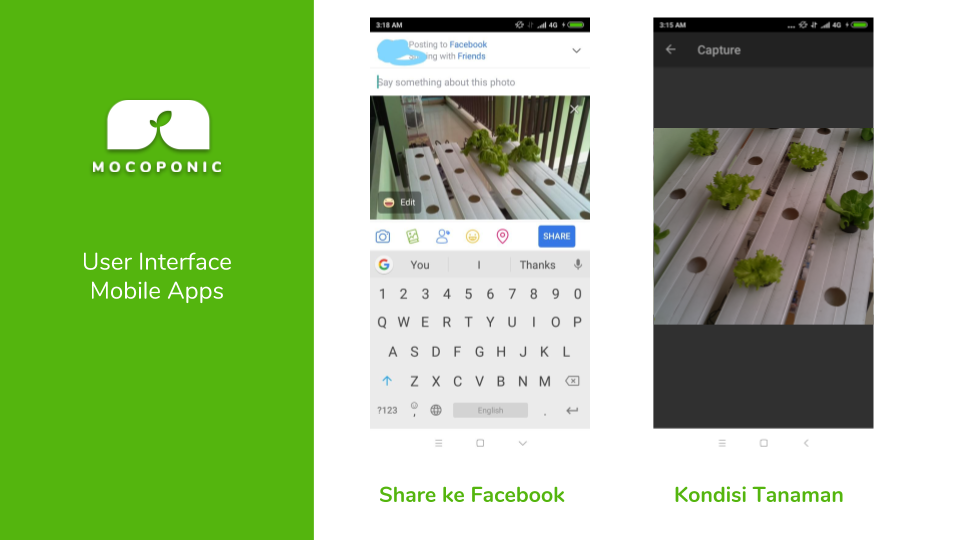 MOCOPONIC
User Interface
Mobile Apps
3:18 AM
4G
Posting to Facebook
with Friends
Say something about this photo
Edit
SHARE
You I Thanks
1 2 3 4 5 6 7 8 9 0
Q W E R T Y U I O P
A S D F G H J K L
Z X C V B N M
?123 , English .
Share ke Facebook
3:15 AM
... 4G
Capture
Kondisi Tanaman